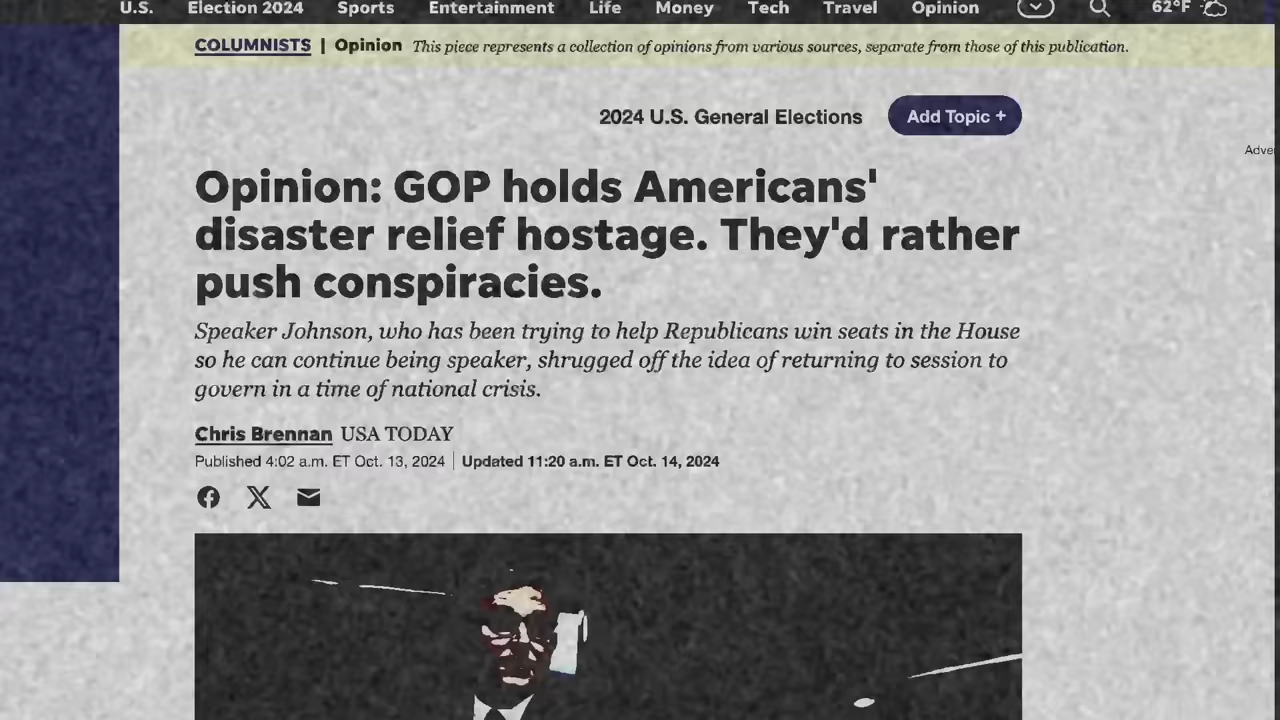 U.S. Election 2024 Sports Entertainment Life Money Tech Travel Opinion 62°F
COLUMNISTS | Opinion This piece represents a collection of opinions from various sources, separate from those of this publication.
2024 U.S. General Elections Add Topic +
Adve
Opinion: GOP holds Americans'
disaster relief hostage. They'd rather
push conspiracies.
Speaker Johnson, who has been trying to help Republicans win seats in the House
so he can continue being speaker, shrugged off the idea of returning to session to
govern in a time of national crisis.
Chris Brennan USA TODAY
Published 4:02 a.m. ET Oct. 13, 2024 | Updated 11:20 a.m. ET Oct. 14, 2024